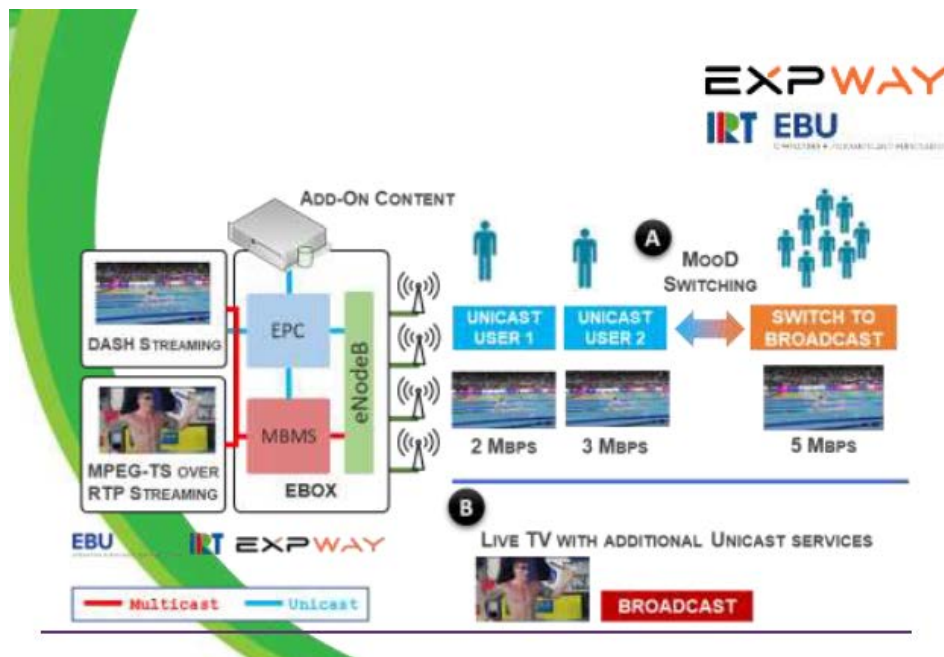 EXPWAY
IRT EBU
ADD-ON CONTENT
A
MOOD
SWITCHING
DASH STREAMING
EPC
eNodeB
UNICAST
USER 1
UNICAST
USER 2
SWITCH TO
BROADCAST
MPEG-TS OVER
RTP STREAMING
MBMS
EBOX
2 MBPS
3 MBPS
5 MBPS
B
LIVE TV WITH ADDITIONAL UNICAST SERVICES
BROADCAST
EBU
IRT EXPWAY
Multicast
Unicast